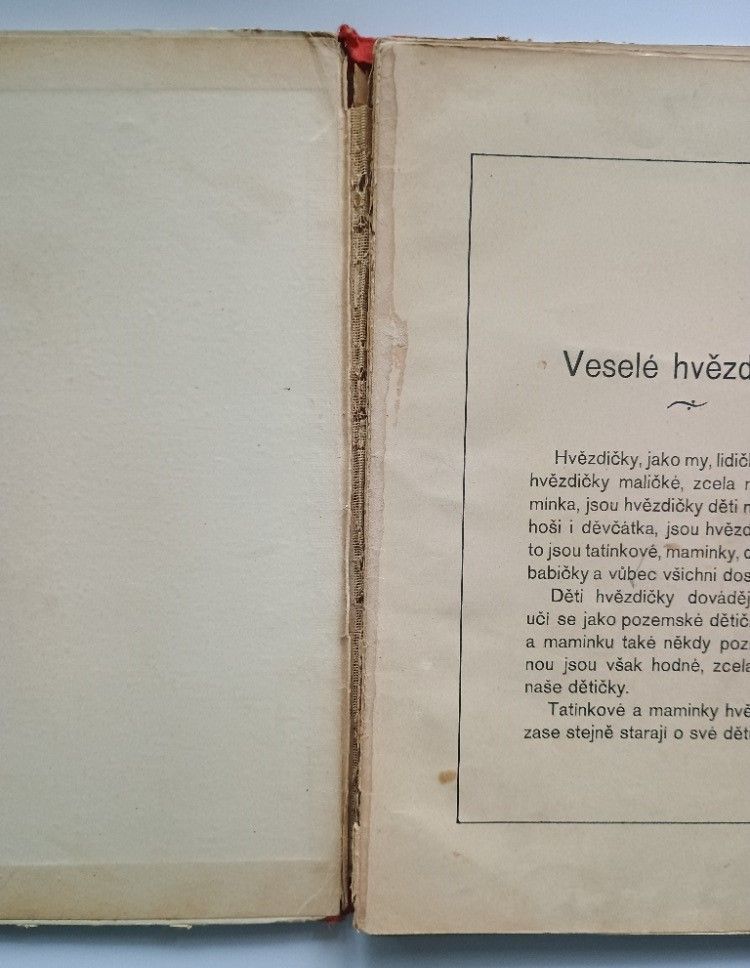 Veselé hvězd
Hvězdičky, jako my, lidič
hvězdičky maličké, zcela
mínka, jsou hvězdičky děti
hoši i děvčátka, jsou hvězd
to jsou tatínkové, maminky,
babičky a vůbec všichni dos
Děti hvězdičky dováděj
učí se jako pozemské dětič
a maminku také někdy poz
nou jsou však hodné, zcela
naše dětičky.
Tatínkové a maminky hvě
zase stejně starají o své dět